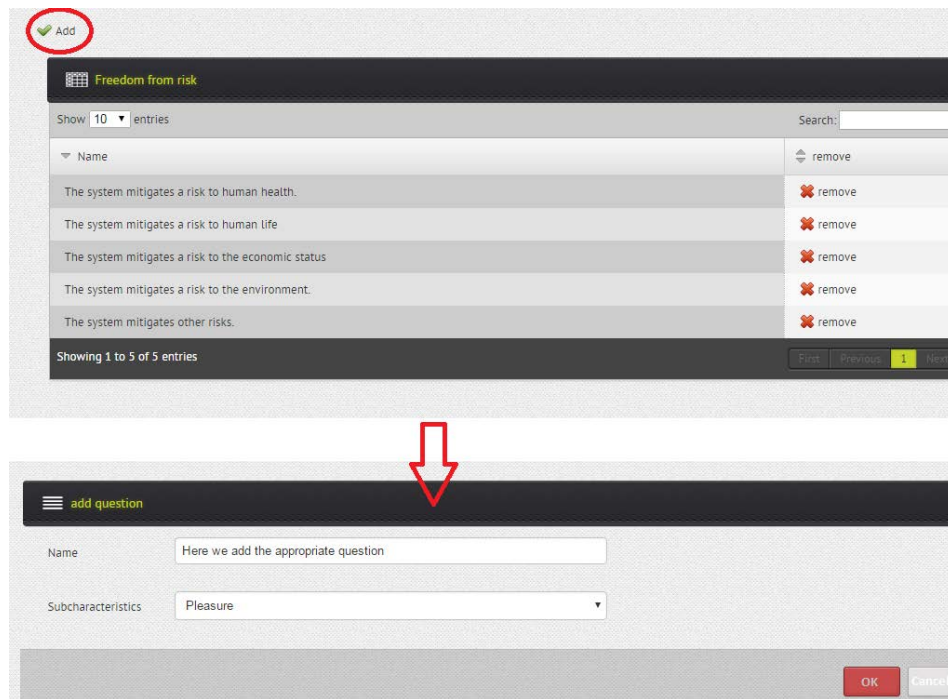 Add
Freedom from risk
Show 10 entries Search:
Name remove
The system mitigates a risk to human health. remove
The system mitigates a risk to human life remove
The system mitigates a risk to the economic status remove
The system mitigates a risk to the environment. remove
The system mitigates other risks. remove
Showing 1 to 5 of 5 entries First Previous 1 Next
add question
Name Here we add the appropriate question
Subcharacteristics Pleasure
OK Cancel